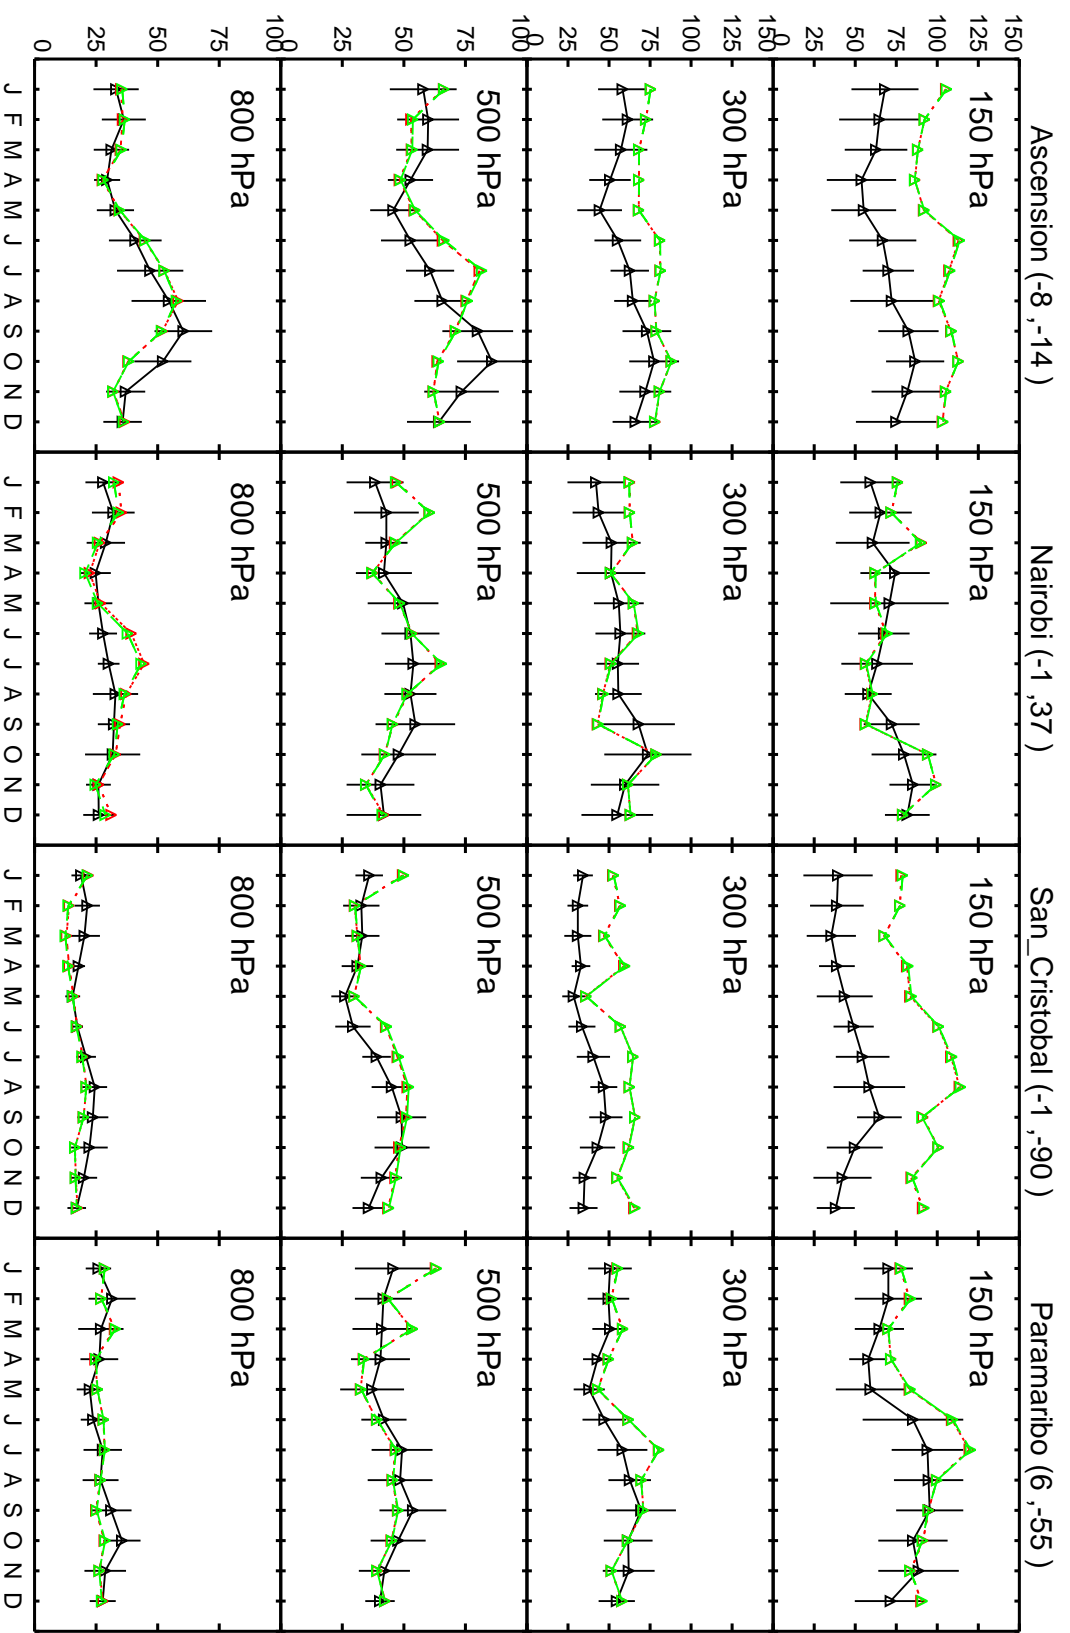 Ascension (-8 ,-14 )
Nairobi (-1 ,37 )
San_Cristobal (-1 ,-90 )
Paramaribo (6 ,-55 )
150
125
100
75
50
25
0
150 hPa
150 hPa
150 hPa
150 hPa
150
125
100
75
50
25
0
300 hPa
300 hPa
300 hPa
300 hPa
100
75
50
25
0
500 hPa
500 hPa
500 hPa
500 hPa
100
75
50
25
0
800 hPa
800 hPa
800 hPa
800 hPa
J F M A M J J A S O N D
J F M A M J J A S O N D
J F M A M J J A S O N D
J F M A M J J A S O N D